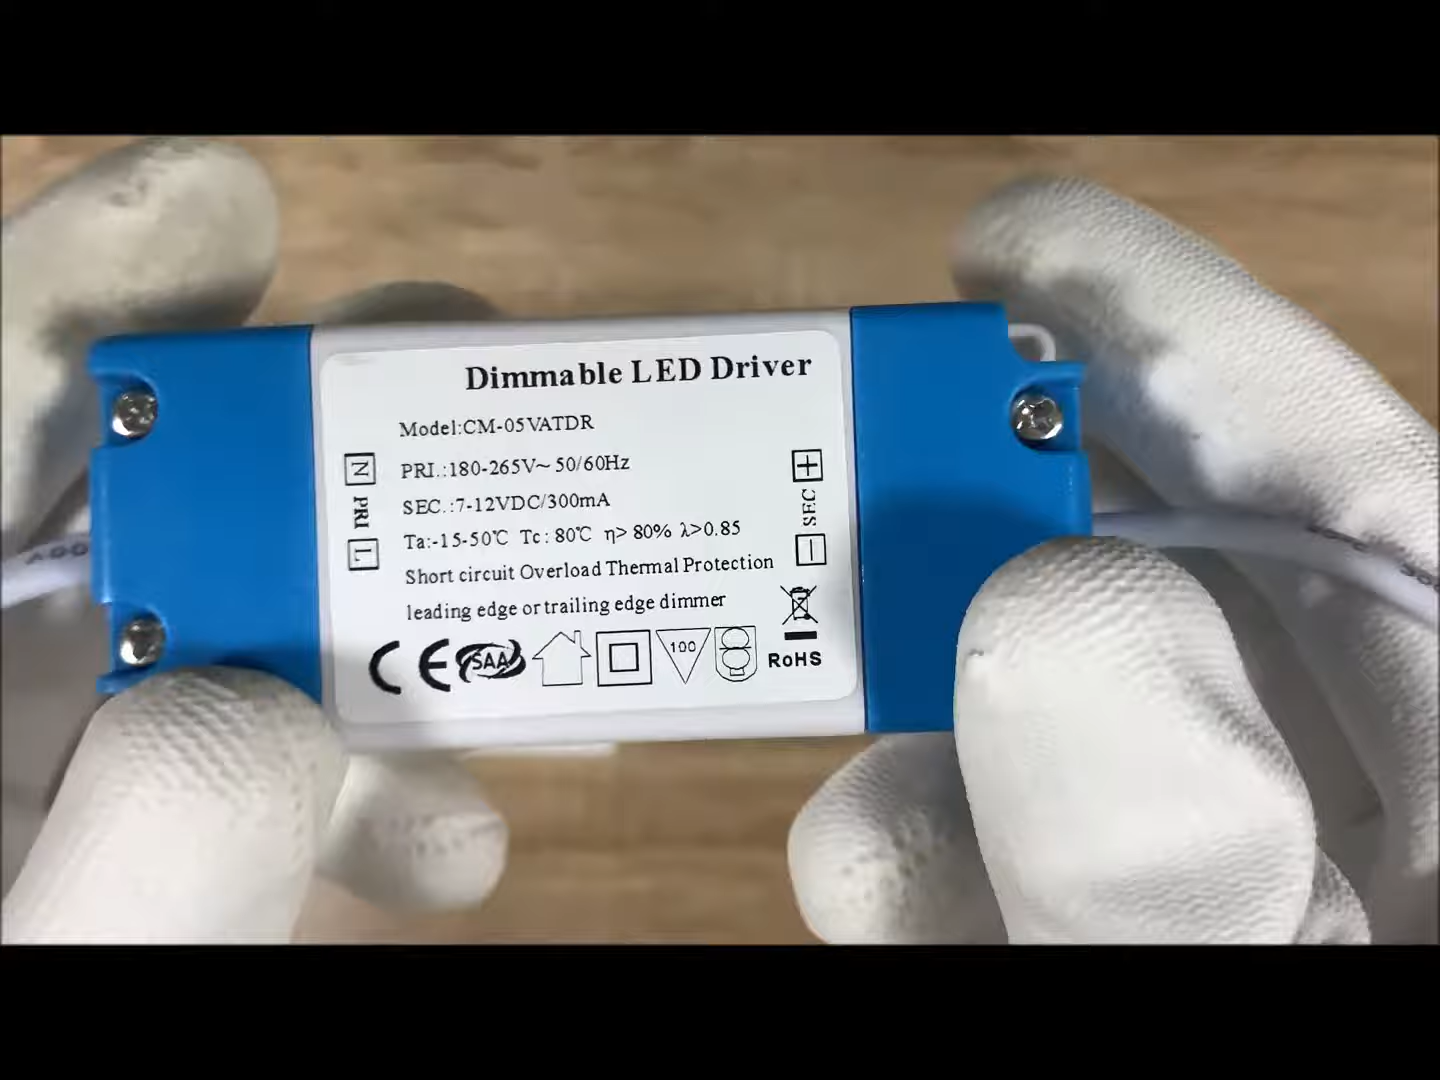 Dimmable LED Driver
Model:CM-05VATDR
N PRI L
PRI.:180-265V~ 50/60Hz
SEC.:7-12VDC/300mA
Ta:-15-50℃ Tc: 80℃ η> 80% λ>0.85
Short circuit Overload Thermal Protection
leading edge or trailing edge dimmer
+ SEC -
CE SAA 100 RoHS